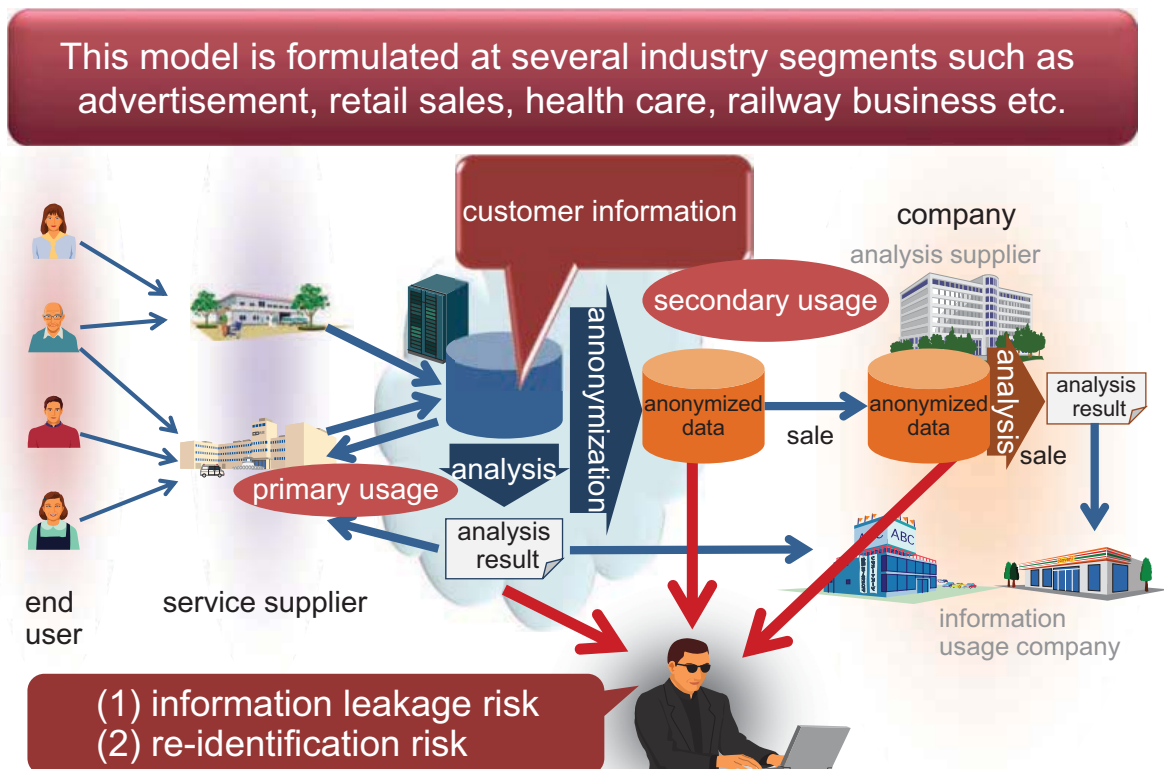 This model is formulated at several industry segments such as
advertisement, retail sales, health care, railway business etc.
customer information
company
analysis supplier
secondary usage
annonymization
anonymized
data
sale
anonymized
data
analysis
analysis
result
sale
analysis
primary usage
analysis
result
ABC
ABC
end
user
service supplier
information
usage company
(1) information leakage risk
(2) re-identification risk